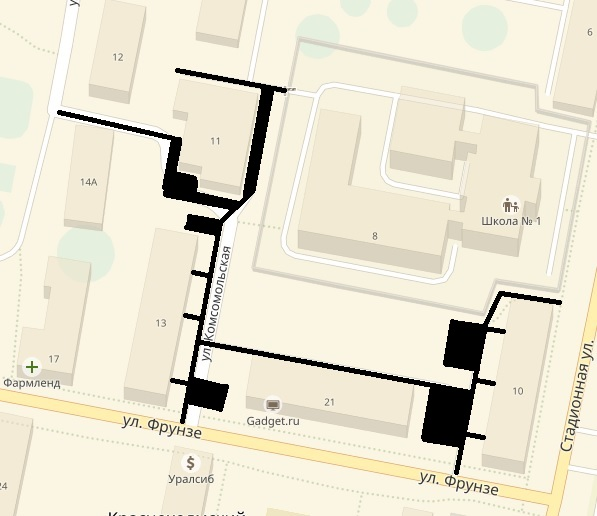 ул
6
12
11
14А
Школа № 1
8
ул. Комсомольская
13
17
10
Фармленд
21
Gadget.ru
ул. Фрунзе
Стадионная ул.
Уралсиб
ул. Фрунзе
24